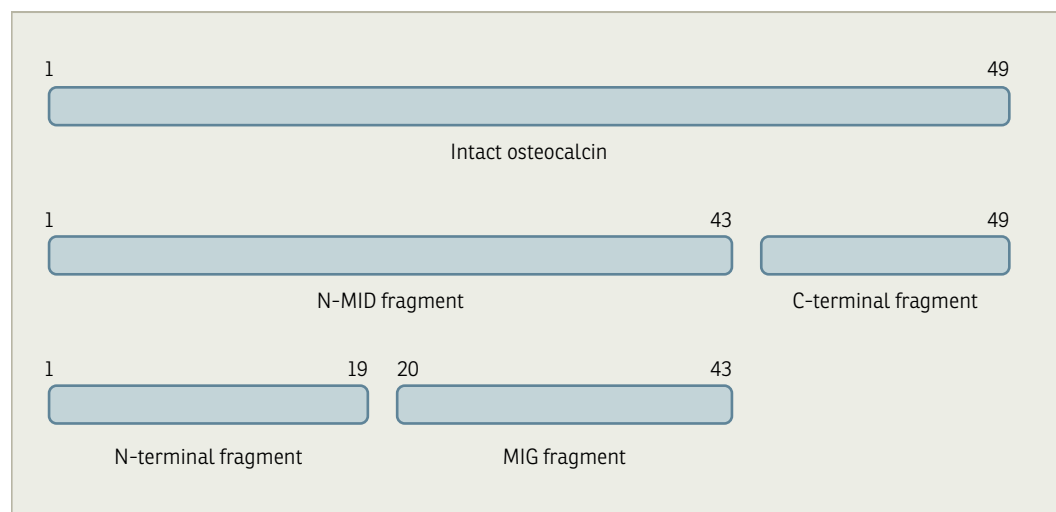 1 49
Intact osteocalcin
1 43 49
N-MID fragment C-terminal fragment
1 19 20 43
N-terminal fragment MIG fragment